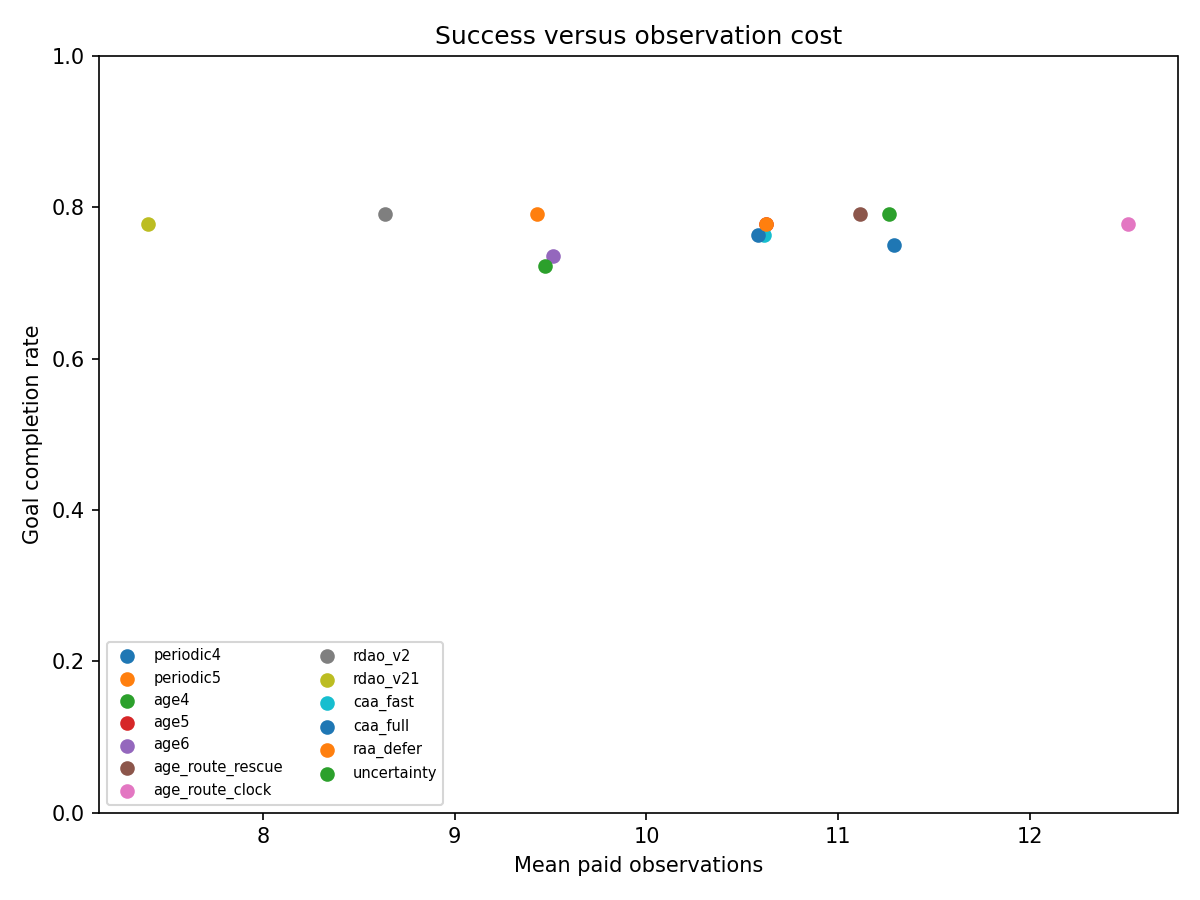 Success versus observation cost
1.0
0.8
0.6
0.4
0.2
0.0
Goal completion rate
periodic4
periodic5
age4
age5
age6
age_route_rescue
age_route_clock
rdao_v2
rdao_v21
caa_fast
caa_full
raa_defer
uncertainty
8 9 10 11 12
Mean paid observations